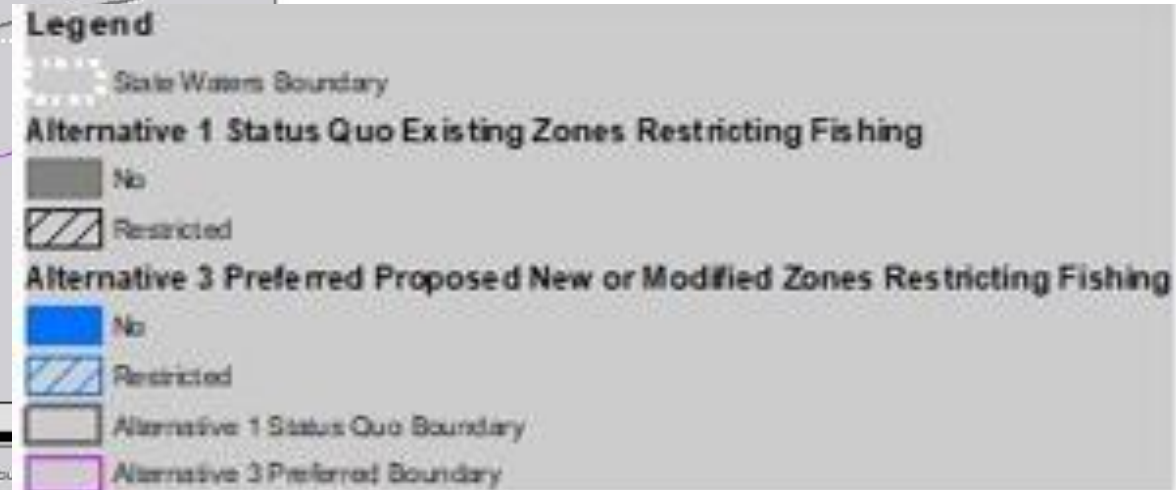 Legend
State Waters Boundary
Alternative 1 Status Quo Existing Zones Restricting Fishing
No
Restricted
Alternative 3 Preferred Proposed New or Modified Zones Restricting Fishing
No
Restricted
Alternative 1 Status Quo Boundary
Alternative 3 Preferred Boundary